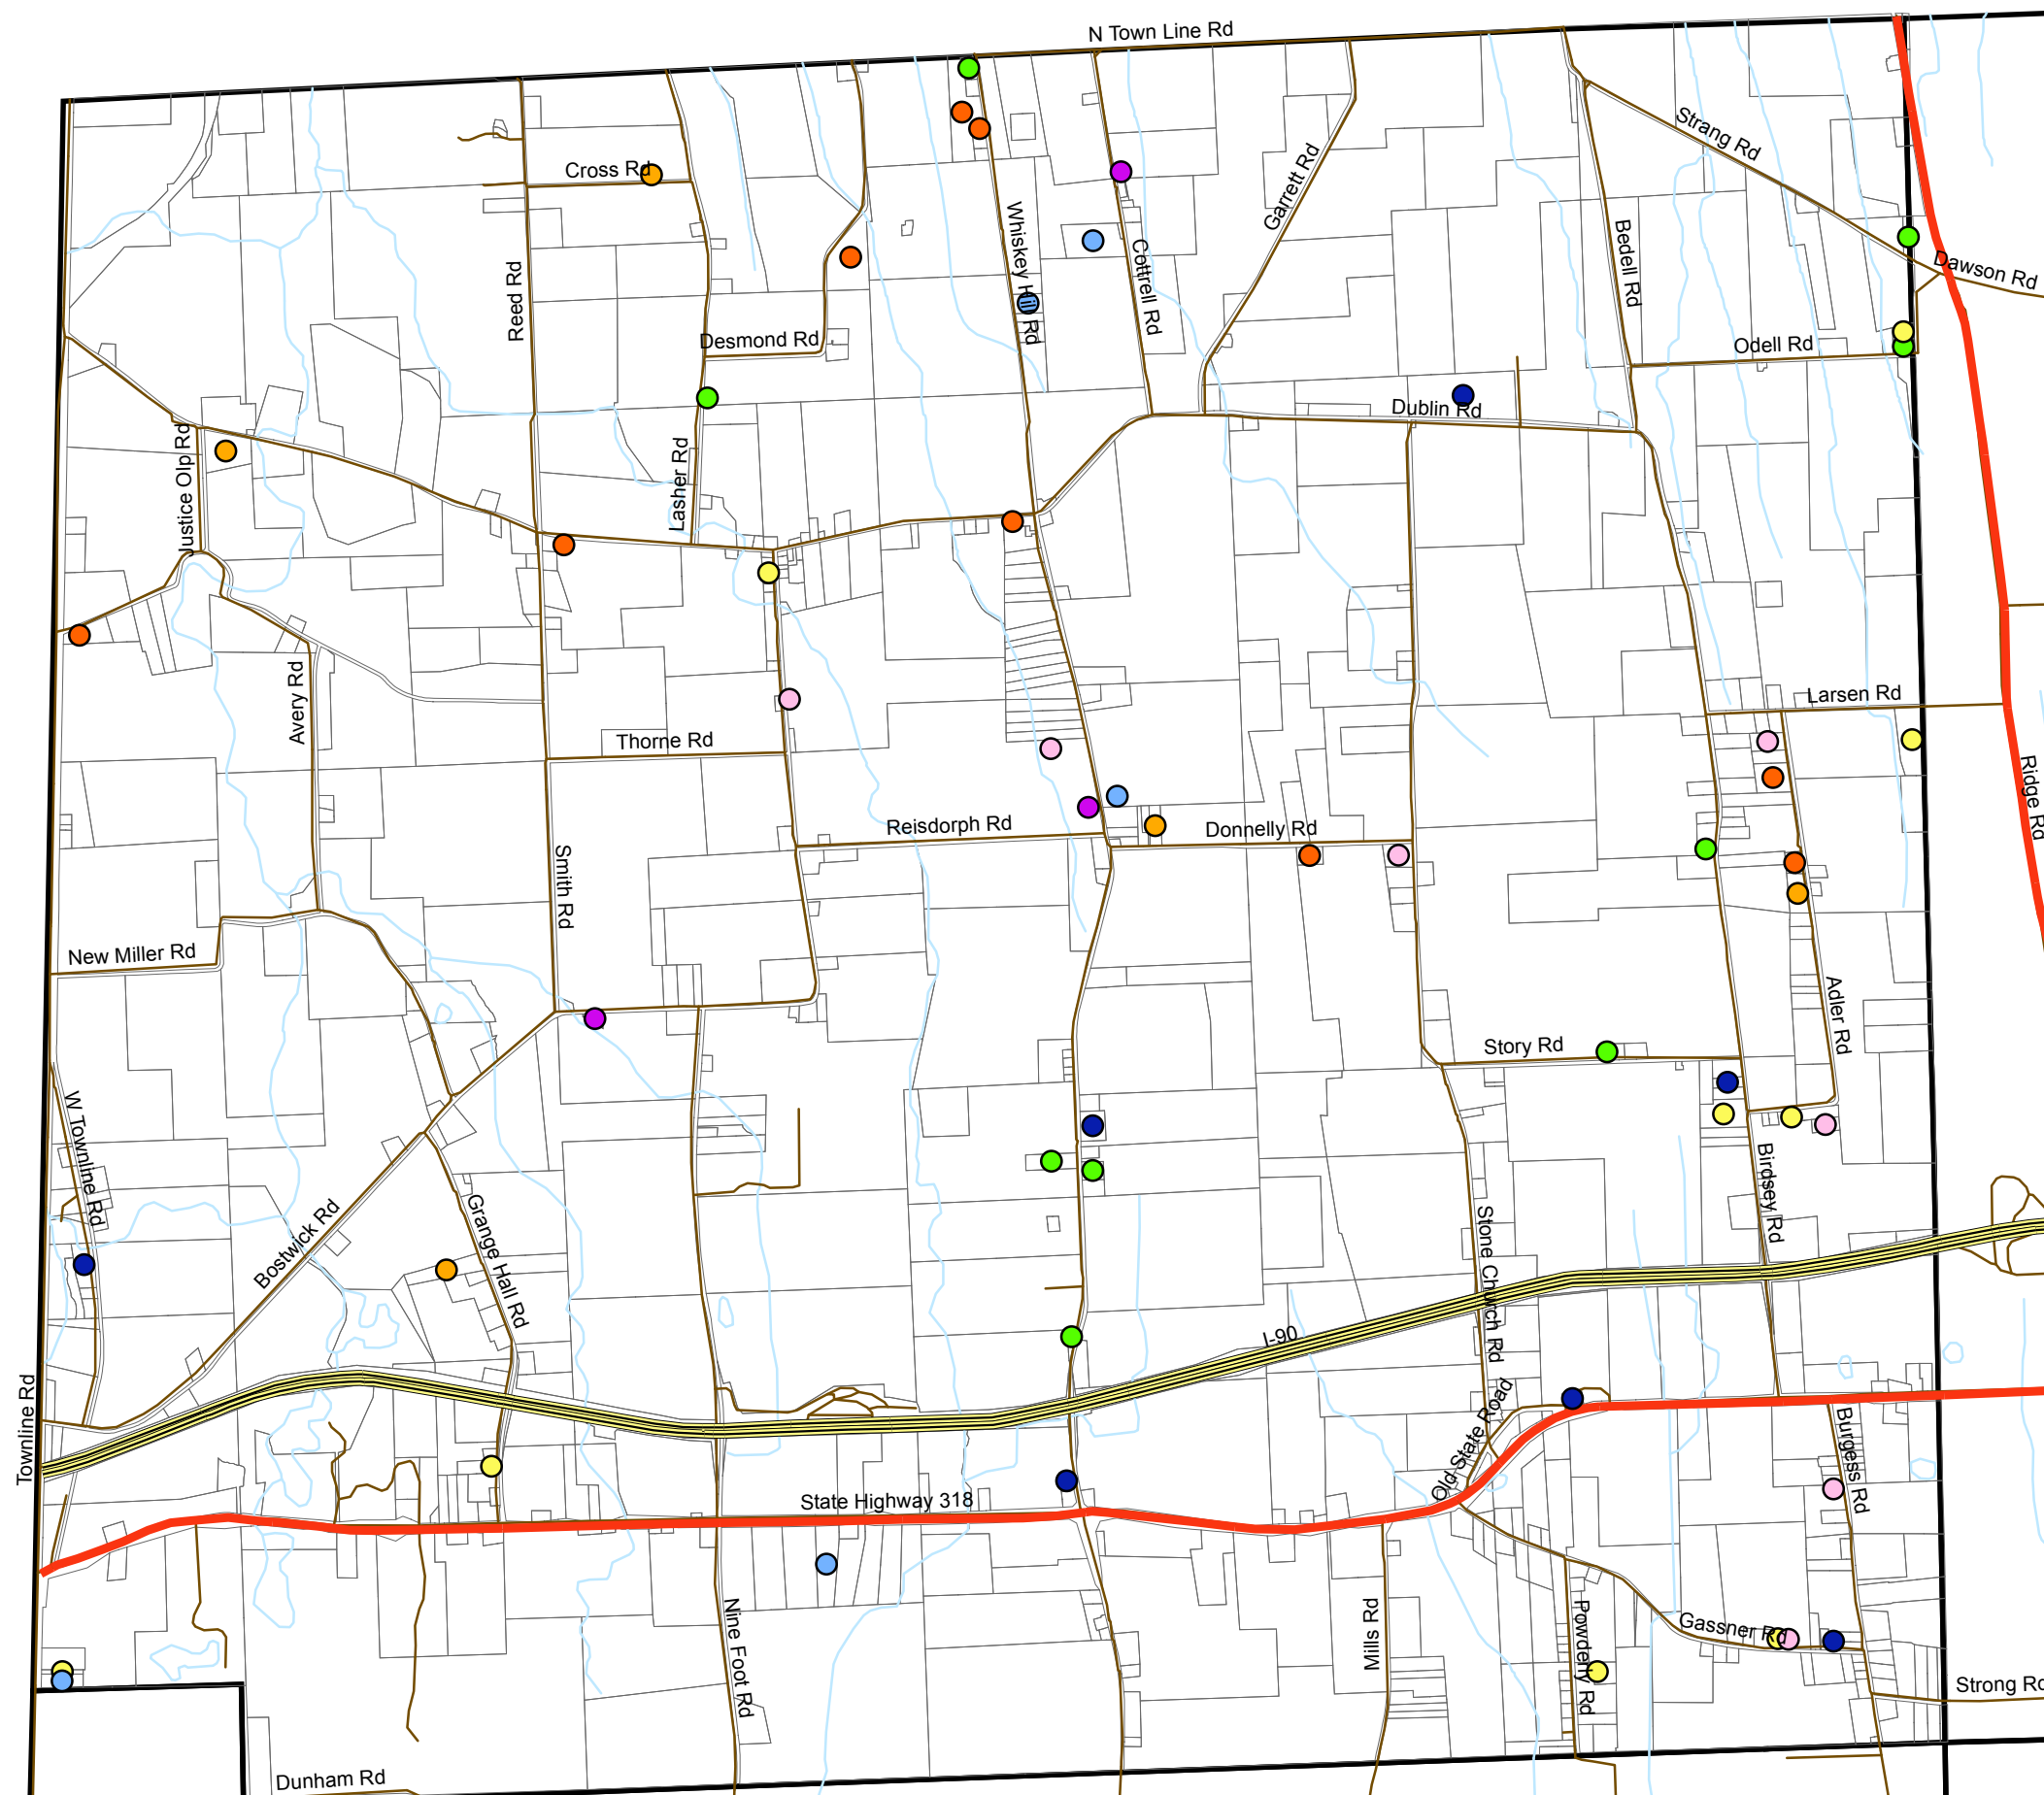 N Town Line Rd
Strang Rd
Cross Rd
Garrett Rd
Whiskey Hill Rd
Cottrell Rd
Bedell Rd
Dawson Rd
Reed Rd
Desmond Rd
Odell Rd
Dublin Rd
Justice Olp Rd
Lasher Rd
Avery Rd
Larsen Rd
Thorne Rd
Ridge Rd
Reisdorph Rd
Donnelly Rd
Smith Rd
New Miller Rd
Adler Rd
Story Rd
W Townline Rd
Birdsey Rd
Bostwick Rd
Grange Hall Rd
Stone Church Rd
I-90
Townline Rd
Old State Road
Burgess Rd
State Highway 318
Nine Foot Rd
Mills Rd
Powderly Rd
Gassner Rd
Strong Rd
Dunham Rd